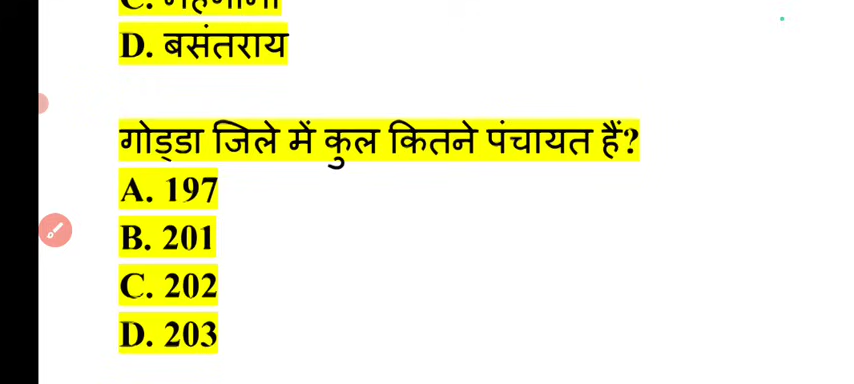 D. बसंतराय
गोड्डा जिले में कुल कितने पंचायत हैं?
A. 197
B. 201
C. 202
D. 203